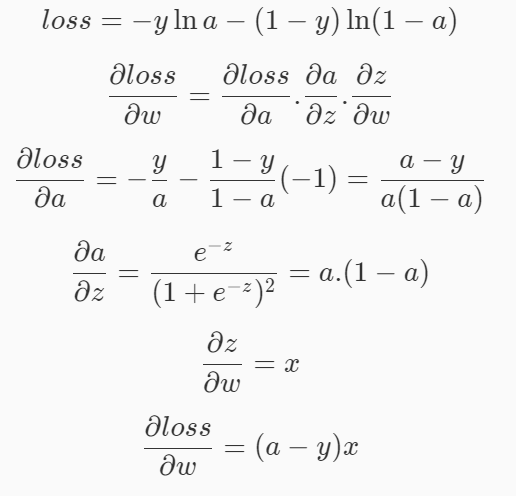 loss = −y ln a − (1 − y) ln(1 − a)
∂loss/∂w = ∂loss/∂a . ∂a/∂z . ∂z/∂w
∂loss/∂a = −y/a − (1 − y)/(1 − a) (−1) = (a − y)/(a(1 − a))
∂a/∂z = e^{−z}/(1 + e^{−z})² = a.(1 − a)
∂z/∂w = x
∂loss/∂w = (a − y)x